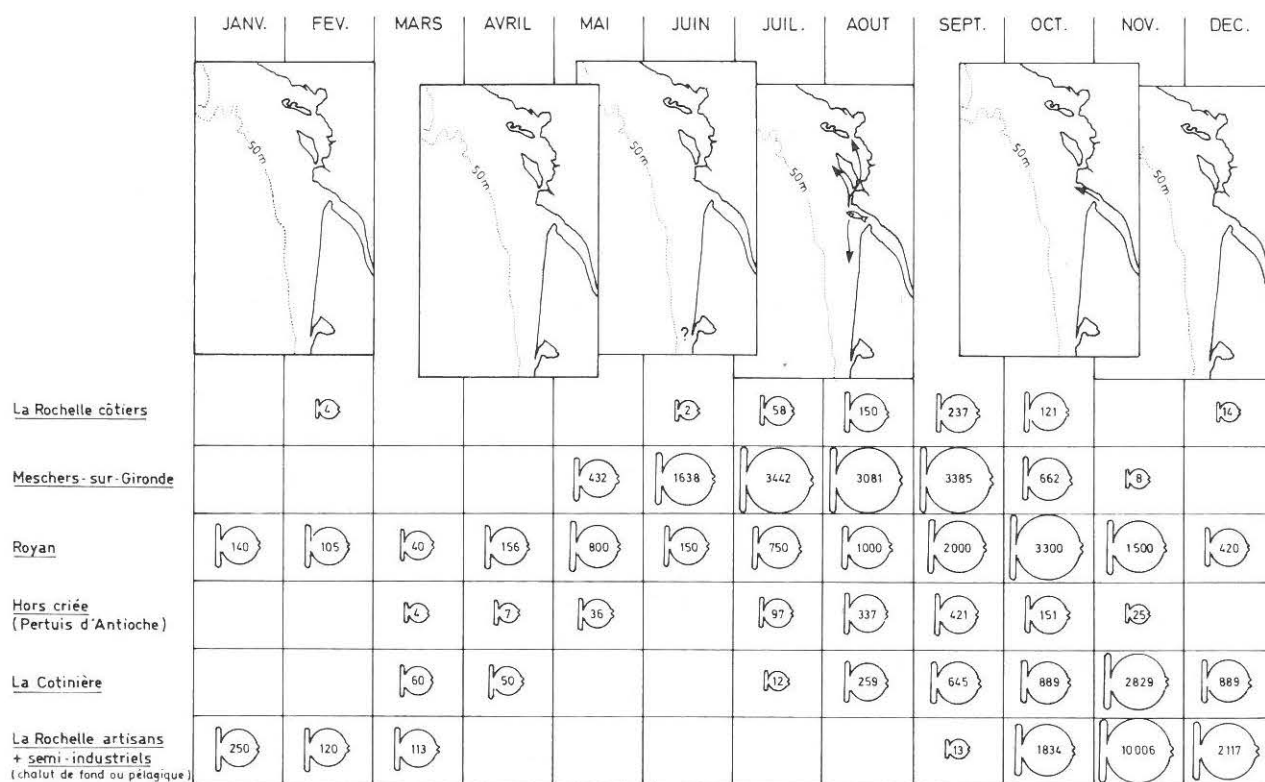 JANV. FEV. MARS AVRIL MAI JUIN JUIL. AOUT SEPT. OCT. NOV. DEC.
50m 50m 50m 50m 50m 50m
?
La Rochelle côtiers 4 2 58 150 237 121 14
Meschers-sur-Gironde 432 1638 3442 3081 3385 662 8
Royan 140 105 40 156 800 150 750 1000 2000 3300 1500 420
Hors criée
(Pertuis d'Antioche) 4 7 36 97 337 421 151 25
La Cotinière 60 50 12 259 645 889 2829 889
La Rochelle artisans
+ semi-industriels 250 120 113 13 1834 10006 2117
(chalut de fond ou pélagique)